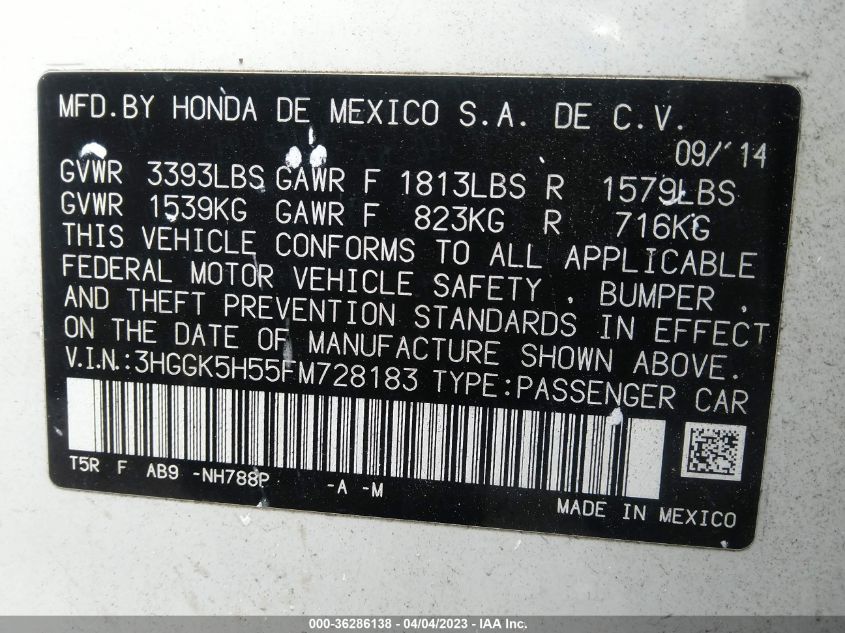 MFD.BY HONDA DE MEXICO S.A. DE C.V.
09/'14
GVWR 3393LBS GAWR F 1813LBS R 1579LBS
GVWR 1539KG GAWR F 823KG R 716KG
THIS VEHICLE CONFORMS TO ALL APPLICABLE
FEDERAL MOTOR VEHICLE SAFETY , BUMPER ,
AND THEFT PREVENTION STANDARDS IN EFFECT
ON THE DATE OF MANUFACTURE SHOWN ABOVE.
V.I.N.:3HGGK5H55FM728183 TYPE:PASSENGER CAR
T5R F AB9 -NH788P -A -M
MADE IN MEXICO
000-36286138 - 04/04/2023 - IAA Inc.